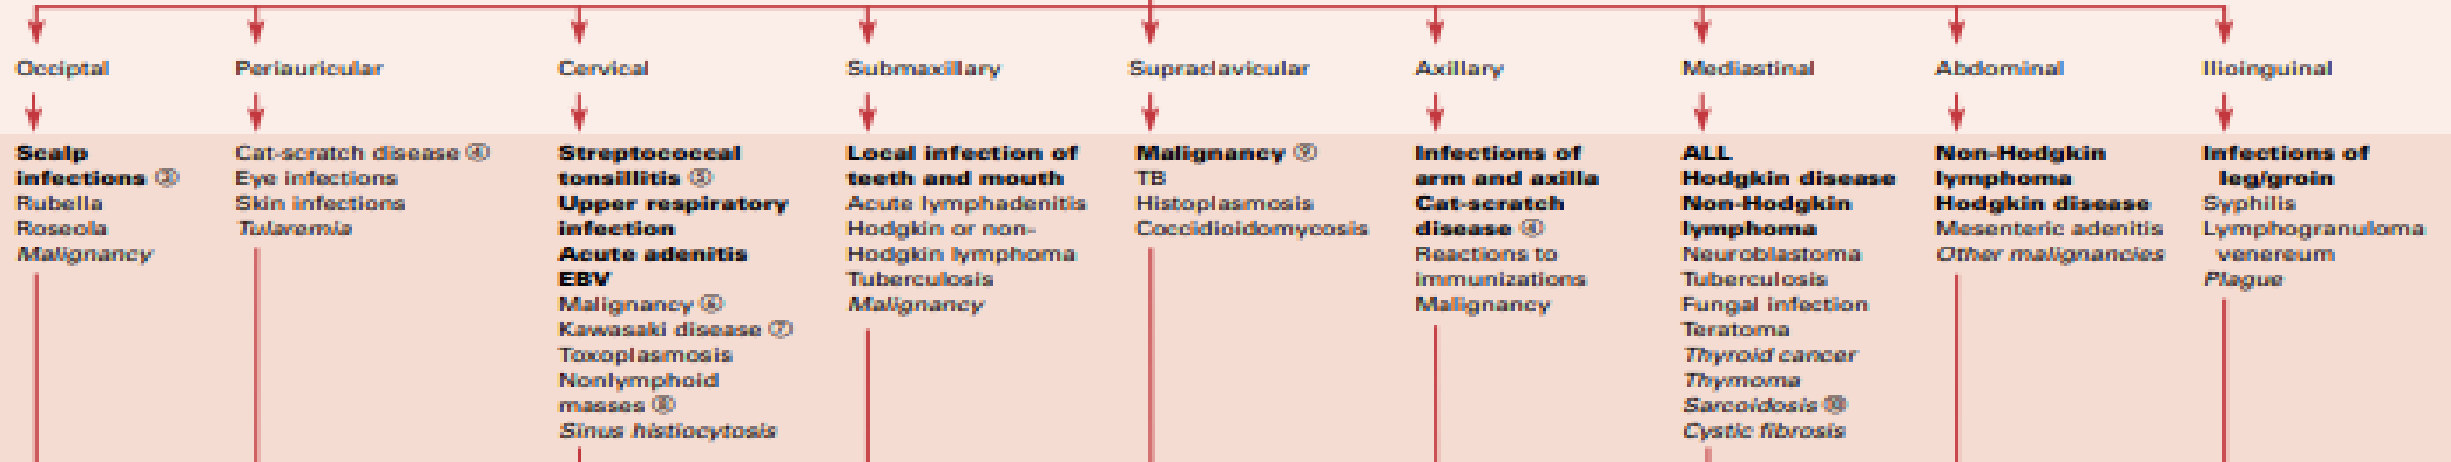 Occiptal
Periauricular
Cervical
Submaxillary
Supraclavicular
Axillary
Mediastinal
Abdominal
Ilioinguinal
Scalp
infections ③
Rubella
Roseola
Malignancy
Cat-scratch disease ④
Eye infections
Skin infections
Tularemia
Streptococcal
tonsillitis ⑤
Upper respiratory
infection
Acute adenitis
EBV
Malignancy ⑥
Kawasaki disease ⑦
Toxoplasmosis
Nonlymphoid
masses ⑧
Sinus histiocytosis
Local infection of
teeth and mouth
Acute lymphadenitis
Hodgkin or non-
Hodgkin lymphoma
Tuberculosis
Malignancy
Malignancy ⑨
TB
Histoplasmosis
Coccidioidomycosis
Infections of
arm and axilla
Cat-scratch
disease ④
Reactions to
immunizations
Malignancy
ALL
Hodgkin disease
Non-Hodgkin
lymphoma
Neuroblastoma
Tuberculosis
Fungal infection
Teratoma
Thyroid cancer
Thymoma
Sarcoidosis ⑩
Cystic fibrosis
Non-Hodgkin
lymphoma
Hodgkin disease
Mesenteric adenitis
Other malignancies
Infections of
leg/groin
Syphilis
Lymphogranuloma
venereum
Plague